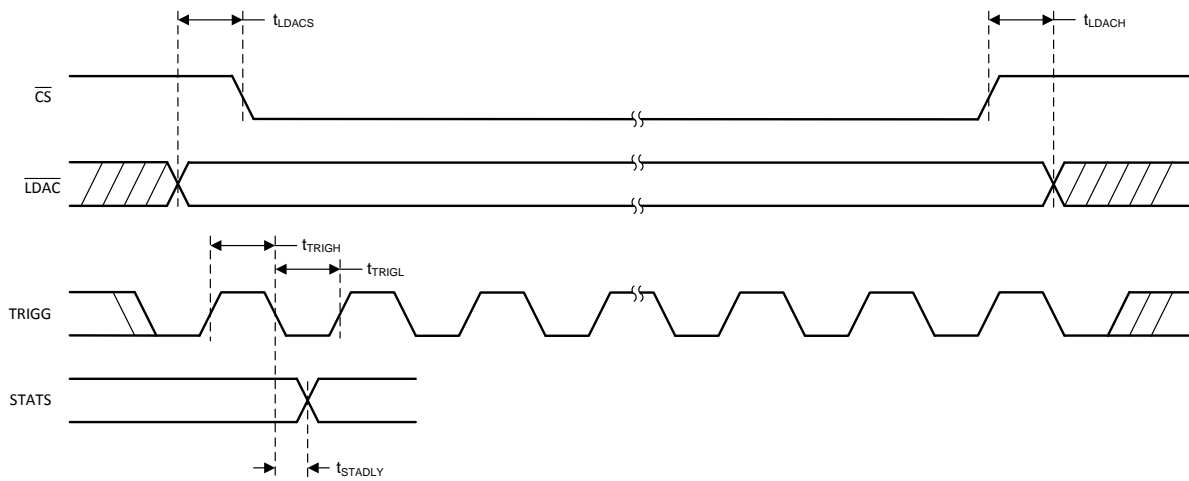 tLDACS
tLDACH
CS
LDAC
tTRIGH
tTRIGL
TRIGG
STATS
tSTADLY